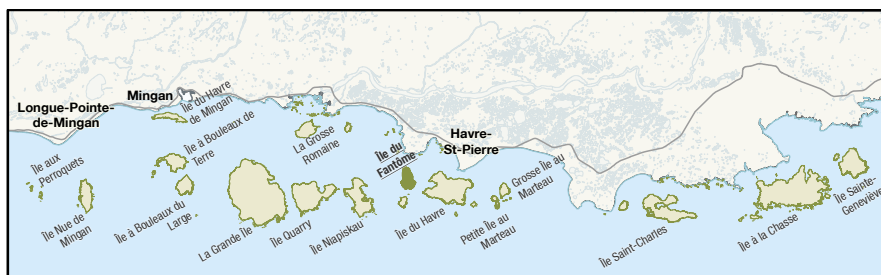 Longue-Pointe-
de-Mingan
Mingan
Île du Havre
de Mingan
Île aux
Perroquets
Île Nue de
Mingan
Île à Bouleaux de
Terre
Île à Bouleaux du
Large
La Grande Île
La Grosse
Romaine
Île Quarry
Île Niapiskau
Île du
Fantôme
Havre-
St-Pierre
Île du Havre
Petite Île au
Marteau
Grosse Île au
Marteau
Île Saint-Charles
Île à la Chasse
Île Sainte-
Geneviève